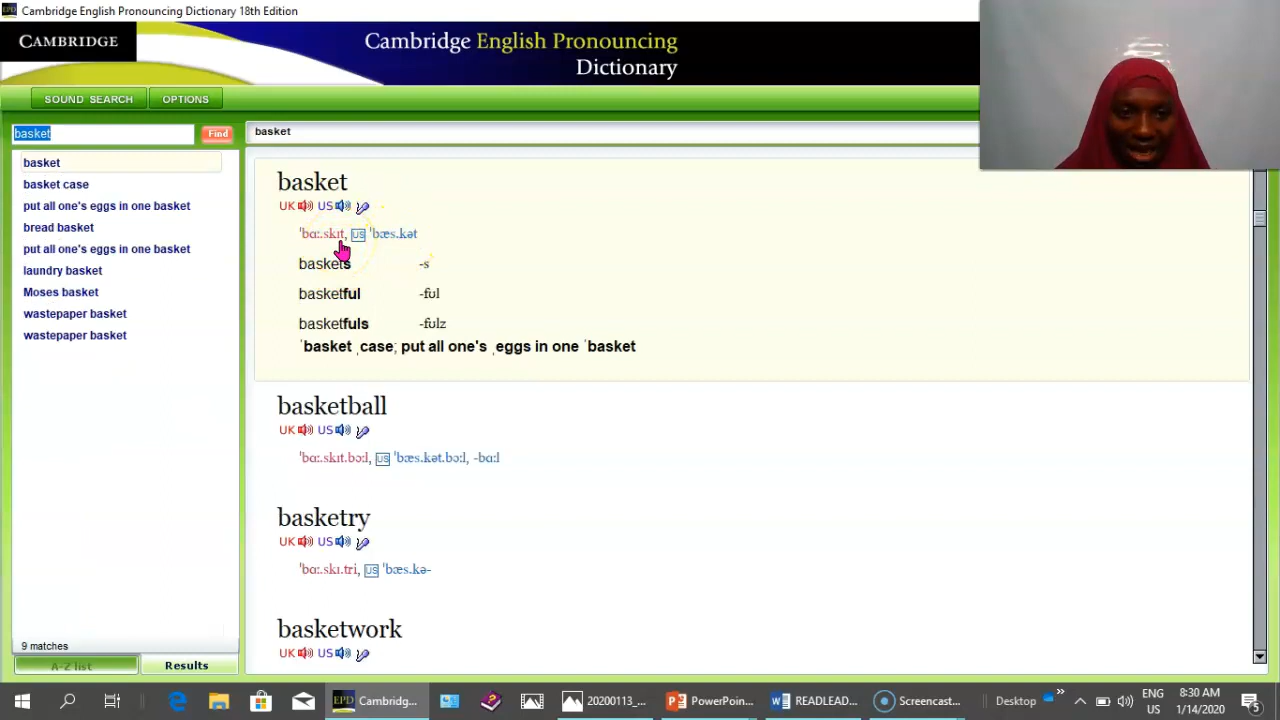 Cambridge English Pronouncing Dictionary 18th Edition
CAMBRIDGE
Cambridge English Pronouncing
Dictionary
SOUND SEARCH
OPTIONS
basket
Find
basket
basket
basket case
put all one's eggs in one basket
bread basket
put all one's eggs in one basket
laundry basket
Moses basket
wastepaper basket
wastepaper basket
9 matches
A-Z list
Results
basket
UK US
ˈbɑː.skɪt, US ˈbæs.kət
baskets -s
basketful -fʊl
basketfuls -fʊlz
ˈbasket ˌcase; put all one's ˌeggs in one ˈbasket
basketball
UK US
ˈbɑː.skɪt.bɔːl, US ˈbæs.kət.bɔːl, -bɑːl
basketry
UK US
ˈbɑː.skɪ.tri, US ˈbæs.kə-
basketwork
UK US
EPD
Cambridg...
20200113_...
PowerPoin...
READLEAD...
Screencast...
Desktop
ENG
US
8:30 AM
1/14/2020
5